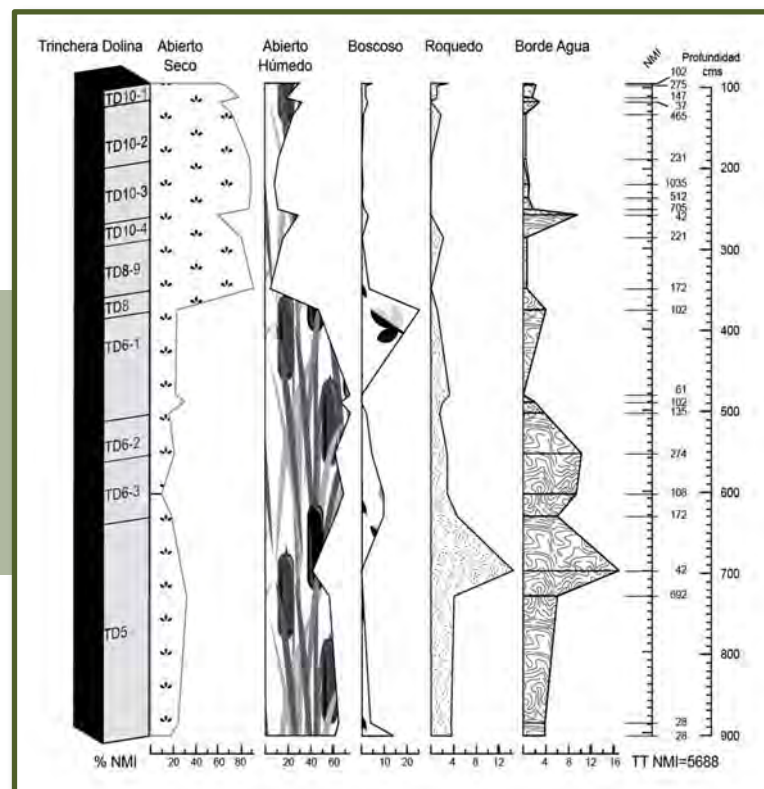 Trinchera Dolina
Abierto
Seco
Abierto
Húmedo
Boscoso
Roquedo
Borde Agua
NMI
Profundidad
cms
TD10-1
TD10-2
TD10-3
TD10-4
TD8-9
TD8
TD6-1
TD6-2
TD6-3
TD5
102
275
147
37
465
231
1035
512
705
42
221
172
102
61
102
135
274
108
172
42
692
28
28
100
200
300
400
500
600
700
800
900
% NMI
20 40 60 80
20 40 60
10 20
4 8 12
4 8 12 16
TT NMI=5688